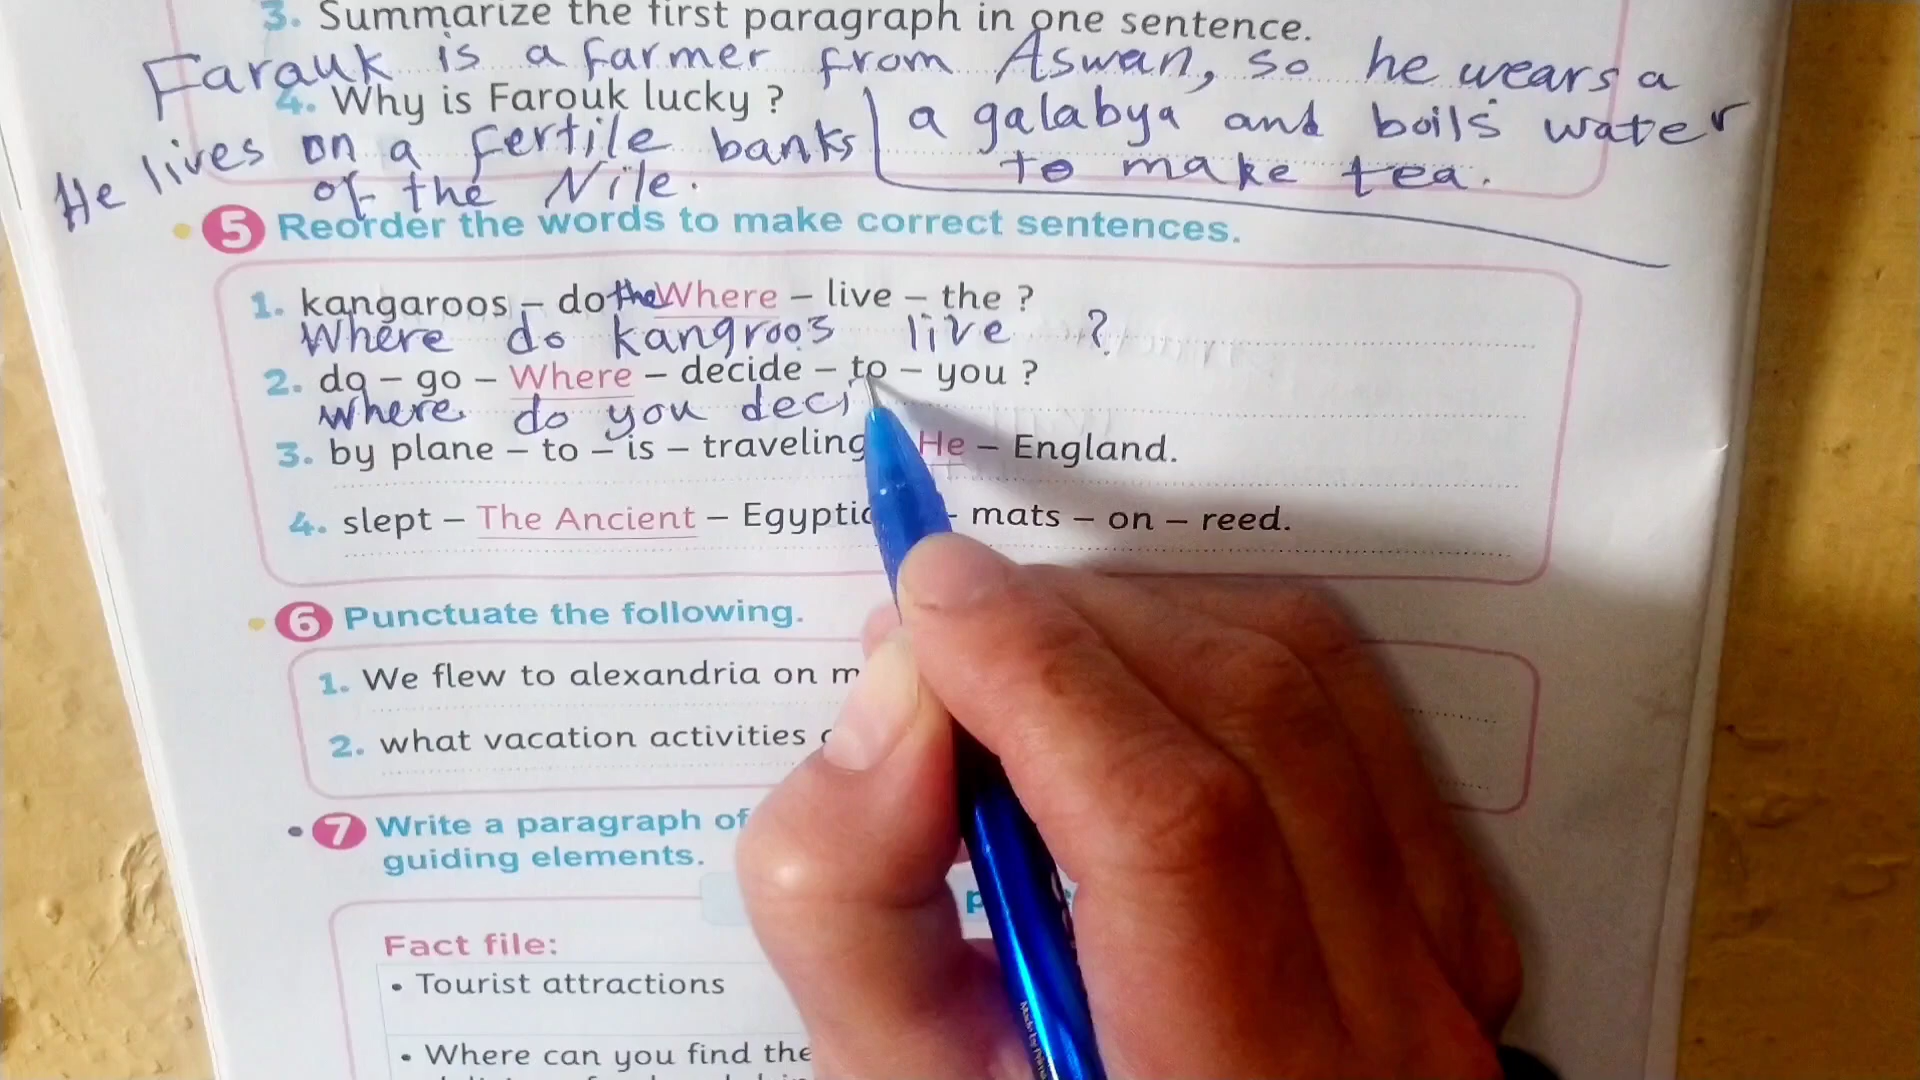 3. Summarize the first paragraph in one sentence.
Farauk is a farmer from Aswan, so he wears a
4. Why is Farouk lucky ?
a galabya and boils water
to make tea.
He lives on a fertile banks
of the Nile.
5 Reorder the words to make correct sentences.
1. kangaroos – do the Where – live – the ?
Where do kangroos live ?
2. do – go – Where – decide – to – you ?
Where do you deci
3. by plane – to – is – traveling He – England.
4. slept – The Ancient – – mats – on – reed.
6 Punctuate the following.
1. We flew to alexandria on m
2. what vacation activities
7 Write a paragraph of
guiding elements.
Fact file:
• Tourist attractions
• Where can you find the